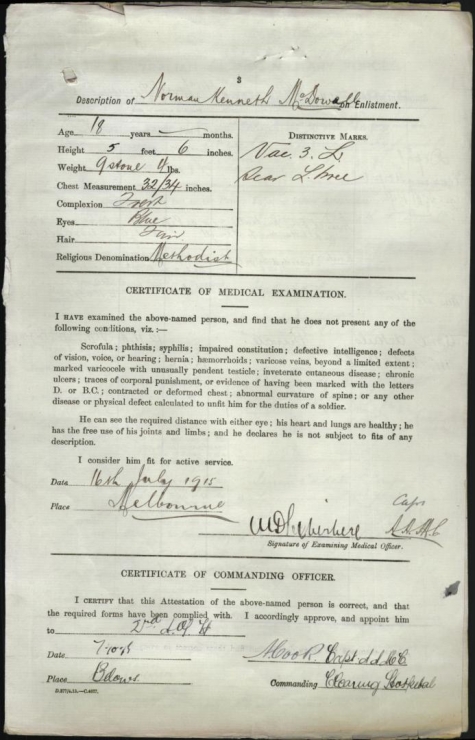 3
Description of Norman Kenneth McDowell on Enlistment.
Age 18 years — months.
Height 5 feet 6 inches.
Weight 9 stone 11 lbs.
Chest Measurement 32/34 inches.
Complexion
Eyes Blue
Hair Fair
Religious Denomination Methodist
DISTINCTIVE MARKS.
Vac. 3. L.
Scar L. knee
CERTIFICATE OF MEDICAL EXAMINATION.
I HAVE examined the above-named person, and find that he does not present any of the
following conditions, viz. :—
Scrofula ; phthisis; syphilis ; impaired constitution ; defective intelligence ; defects
of vision, voice, or hearing ; hernia ; hæmorrhoids ; varicose veins, beyond a limited extent ;
marked varicocele with unusually pendent testicle ; inveterate cutaneous disease ; chronic
ulcers ; traces of corporal punishment, or evidence of having been marked with the letters
D. or B.C. ; contracted or deformed chest ; abnormal curvature of spine ; or any other
disease or physical defect calculated to unfit him for the duties of a soldier.
He can see the required distance with either eye ; his heart and lungs are healthy ; he
has the free use of his joints and limbs ; and he declares he is not subject to fits of any
description.
I consider him fit for active service.
Date 16th July 1915
Place Melbourne
Capt
A.A.M.C
Signature of Examining Medical Officer.
CERTIFICATE OF COMMANDING OFFICER.
I CERTIFY that this Attestation of the above-named person is correct, and that
the required forms have been complied with. I accordingly approve, and appoint him
to
Date
Place
Capt A.A.M.C.
Commanding Clearing Hospital